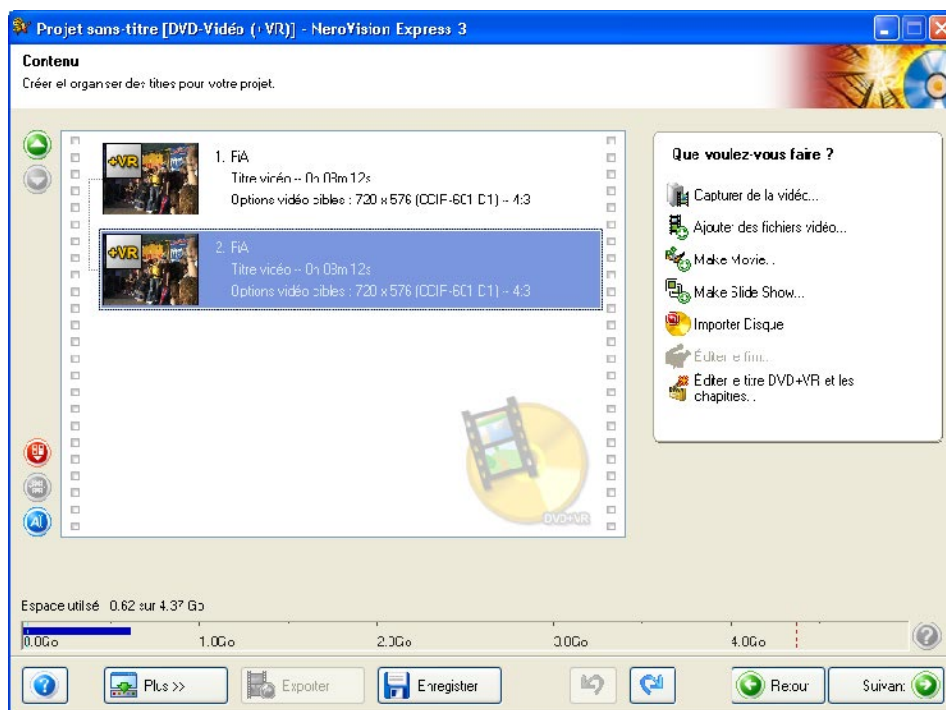 Projet sans-titre [DVD-Vidéo (+VR)] - NeroVision Express 3
Contenu
Créer et organiser des titres pour votre projet.
+VR
1. FiA
Titre vidéo -- 0h 03m 12s
Options vidéo cibles : 720 x 576 (CCIR-601 D1) -- 4:3
+VR
2. FiA
Titre vidéo -- 0h 03m 12s
Options vidéo cibles : 720 x 576 (CCIR-601 D1) -- 4:3
DVD+VR
Que voulez-vous faire ?
Capturer de la vidéo...
Ajouter des fichiers vidéo...
Make Movie...
Make Slide Show...
Importer Disque
Éditer le film...
Éditer le titre DVD+VR et les
chapitres...
Espace utilisé 0.62 sur 4.37 Go
0.0Go 1.0Go 2.0Go 3.0Go 4.0Go
Plus >> Exporter Enregistrer Retour Suivant